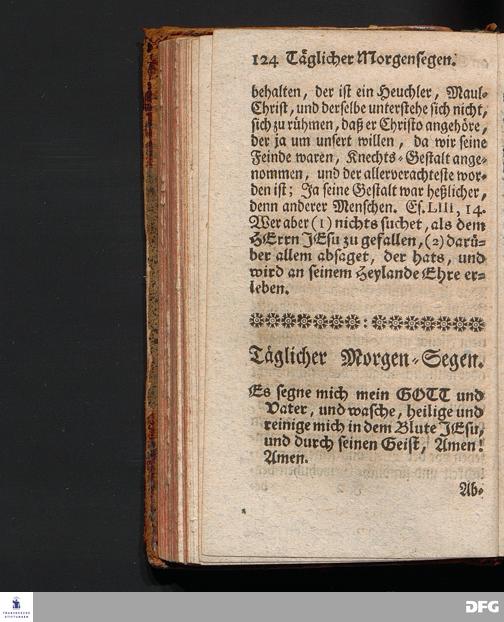 124 Täglicher Morgensegen.
behalten, der ist ein Heuchler, Maul-
Christ, und derselbe unterstehe sich nicht,
sich zu rühmen, daß er Christo angehöre,
der ja um unsert willen, da wir seine
Feinde waren, Knechts-Gestalt ange-
nommen, und der allerverachteste wor-
den ist; Ja seine Gestalt war heßlicher,
denn anderer Menschen. Es. LIII, 14.
Wer aber (1) nichts suchet, als dem
HErrn JEsu zu gefallen, (2) darü-
ber allem absaget, der hats, und
wird an seinem Heylande Ehre er-
leben.
Täglicher Morgen-Segen.
Es segne mich mein GOTT und
Vater, und wasche, heilige und
reinige mich in dem Blute JEsu,
und durch seinen Geist, Amen!
Amen.
Ab-
FRANCKESCHE
STIFTUNGEN
DFG